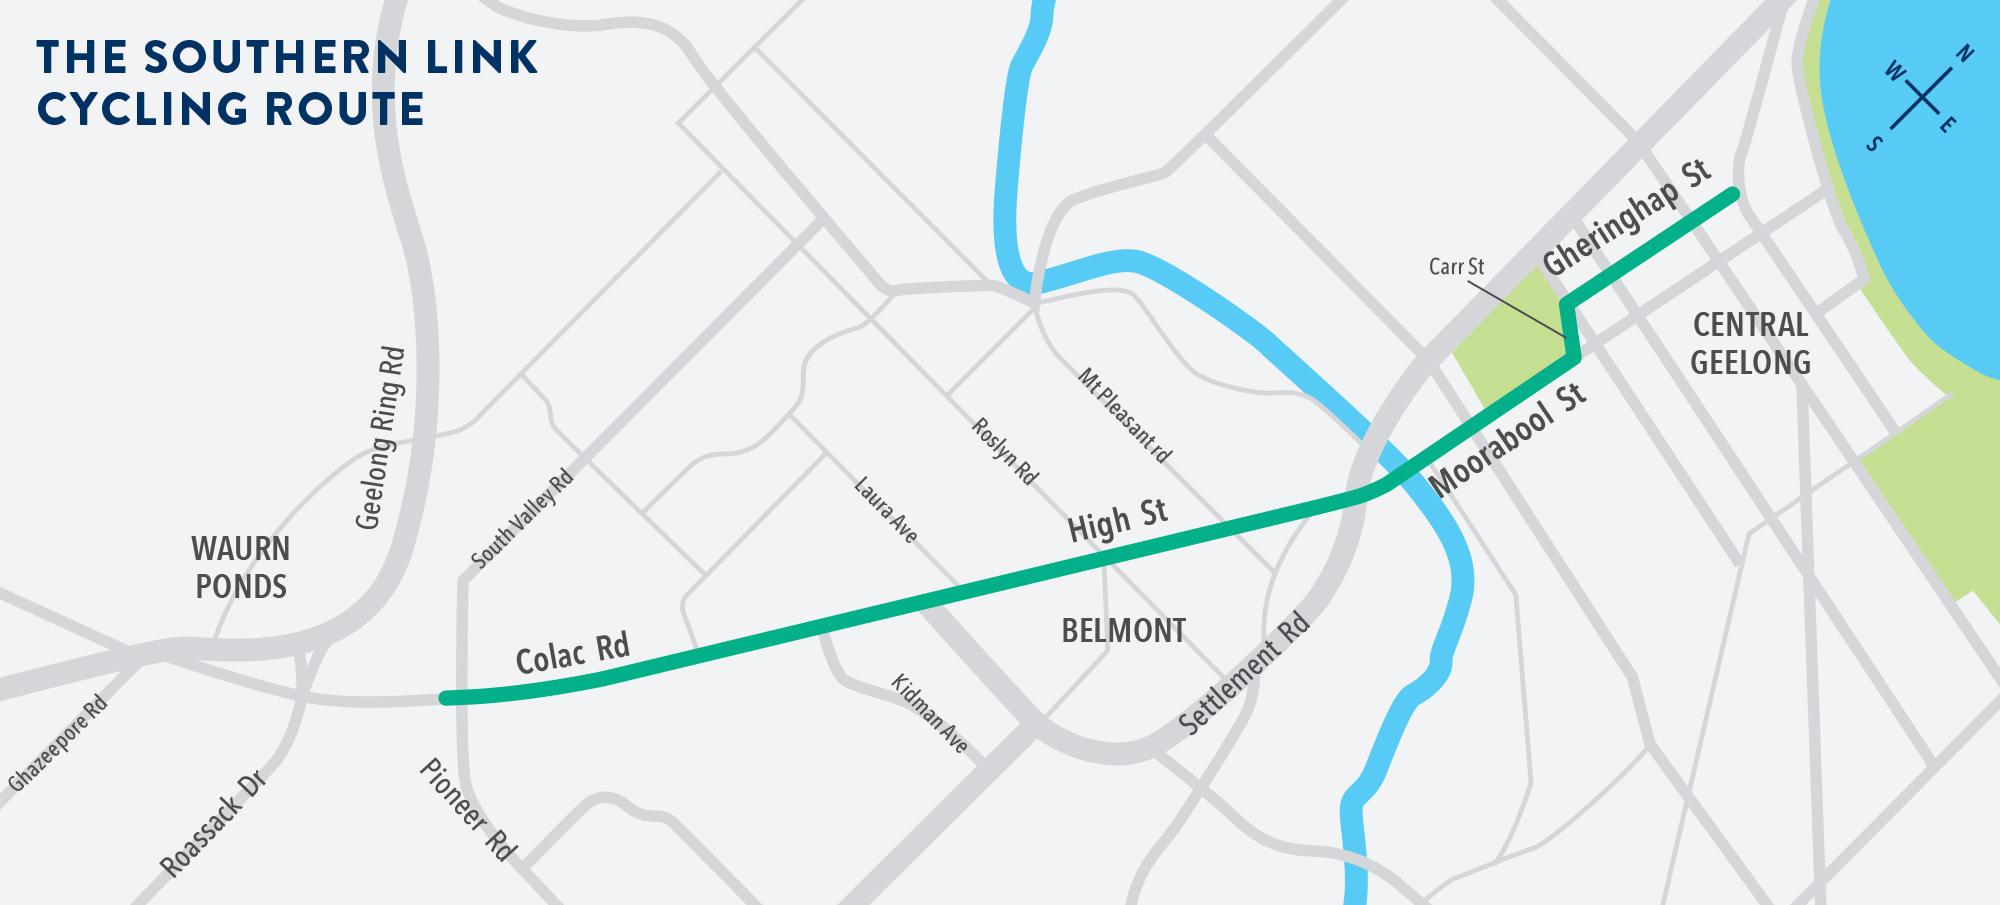 THE SOUTHERN LINK
CYCLING ROUTE
N
W
E
S
Gheringhap St
Carr St
CENTRAL
GEELONG
Moorabool St
Geelong Ring Rd
Mt Pleasant rd
Roslyn Rd
South Valley Rd
Laura Ave
High St
WAURN
PONDS
BELMONT
Colac Rd
Settlement Rd
Kidman Ave
Ghazeepore Rd
Roassack Dr
Pioneer Rd